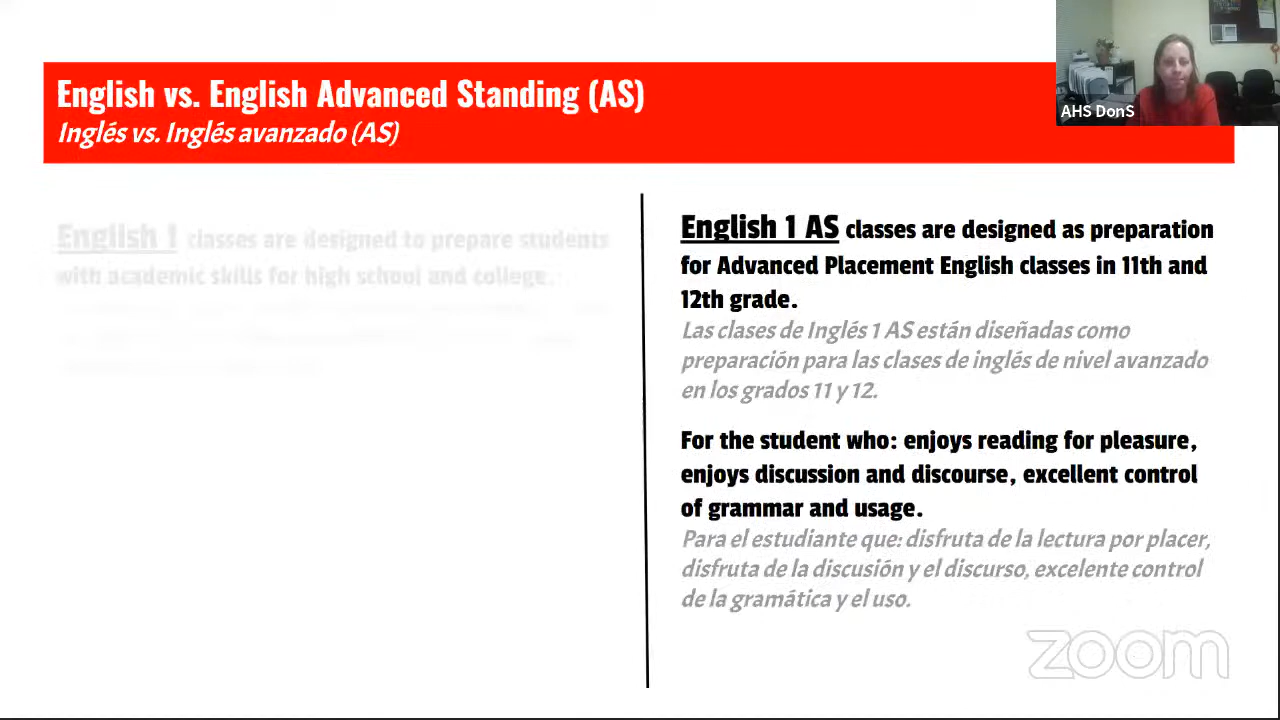 English vs. English Advanced Standing (AS)
Inglés vs. Inglés avanzado (AS)
AHS DonS
English 1 classes are designed to prepare students
with academic skills for high school and college.
English 1 AS classes are designed as preparation
for Advanced Placement English classes in 11th and
12th grade.
Las clases de Inglés 1 AS están diseñadas como
preparación para las clases de inglés de nivel avanzado
en los grados 11 y 12.
For the student who: enjoys reading for pleasure,
enjoys discussion and discourse, excellent control
of grammar and usage.
Para el estudiante que: disfruta de la lectura por placer,
disfruta de la discusión y el discurso, excelente control
de la gramática y el uso.
zoom